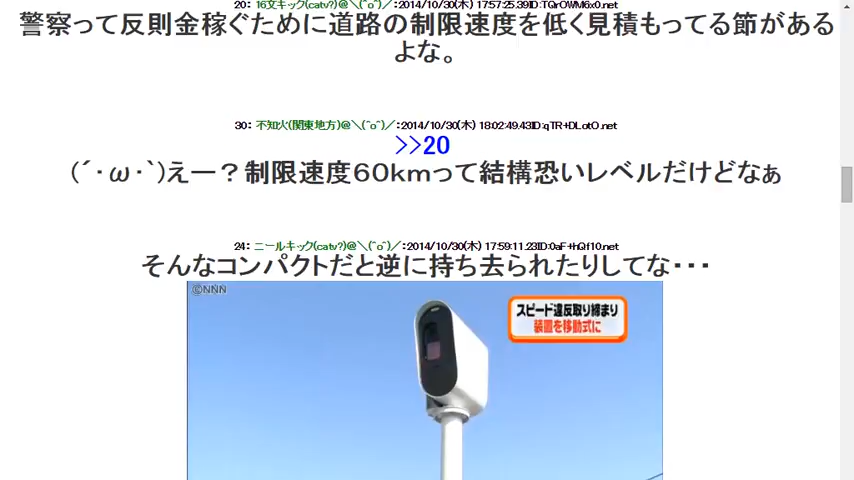 20: 16文キック(catv?)@＼(^o^)／:2014/10/30(木) 17:57:25.39ID:TQrOWM6x0.net
警察って反則金稼ぐために道路の制限速度を低く見積もってる節がある
よな。
30: 不知火(関東地方)@＼(^o^)／:2014/10/30(木) 18:02:49.43ID:qTR+DLotO.net
>>20
(´･ω･`)えー？制限速度60kmって結構恐いレベルだけどなぁ
24: ニールキック(catv?)@＼(^o^)／:2014/10/30(木) 17:59:11.23ID:0aF+hQf10.net
そんなコンパクトだと逆に持ち去られたりしてな・・・
©NNN
スピード違反取り締まり
装置を移動式に